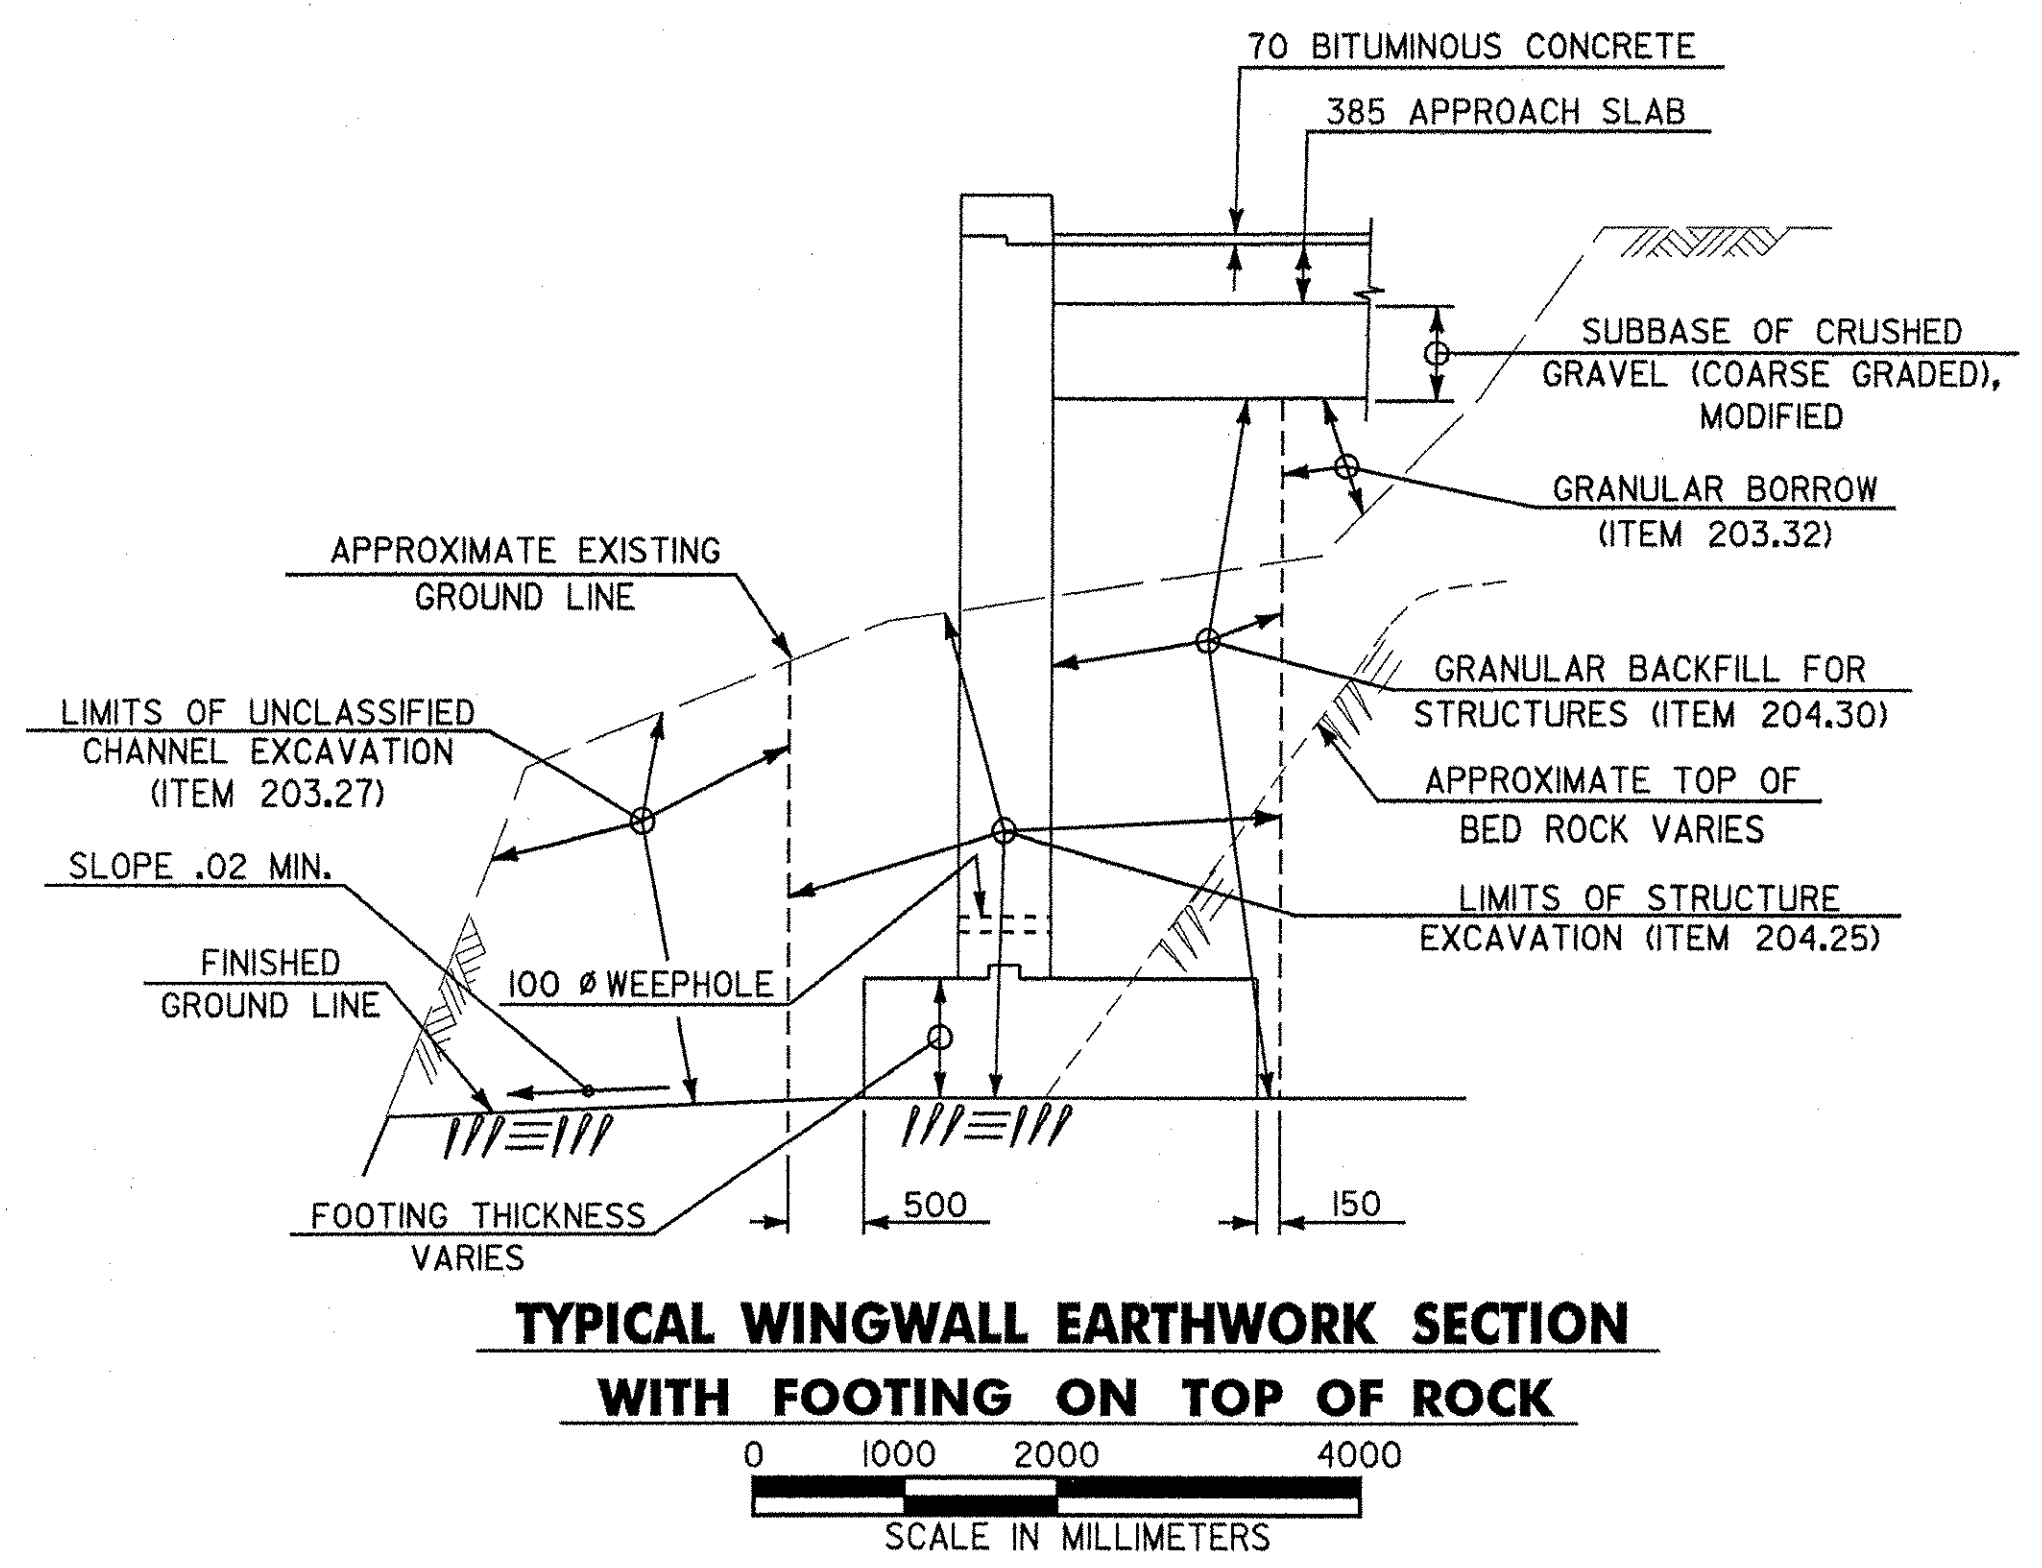 70 BITUMINOUS CONCRETE
385 APPROACH SLAB
SUBBASE OF CRUSHED
GRAVEL (COARSE GRADED),
MODIFIED
GRANULAR BORROW
(ITEM 203.32)
APPROXIMATE EXISTING
GROUND LINE
GRANULAR BACKFILL FOR
STRUCTURES (ITEM 204.30)
LIMITS OF UNCLASSIFIED
CHANNEL EXCAVATION
(ITEM 203.27)
APPROXIMATE TOP OF
BED ROCK VARIES
SLOPE .02 MIN.
LIMITS OF STRUCTURE
EXCAVATION (ITEM 204.25)
FINISHED
GROUND LINE
100 ø WEEPHOLE
FOOTING THICKNESS
VARIES
500
150
TYPICAL WINGWALL EARTHWORK SECTION
WITH FOOTING ON TOP OF ROCK
0 1000 2000 4000
SCALE IN MILLIMETERS